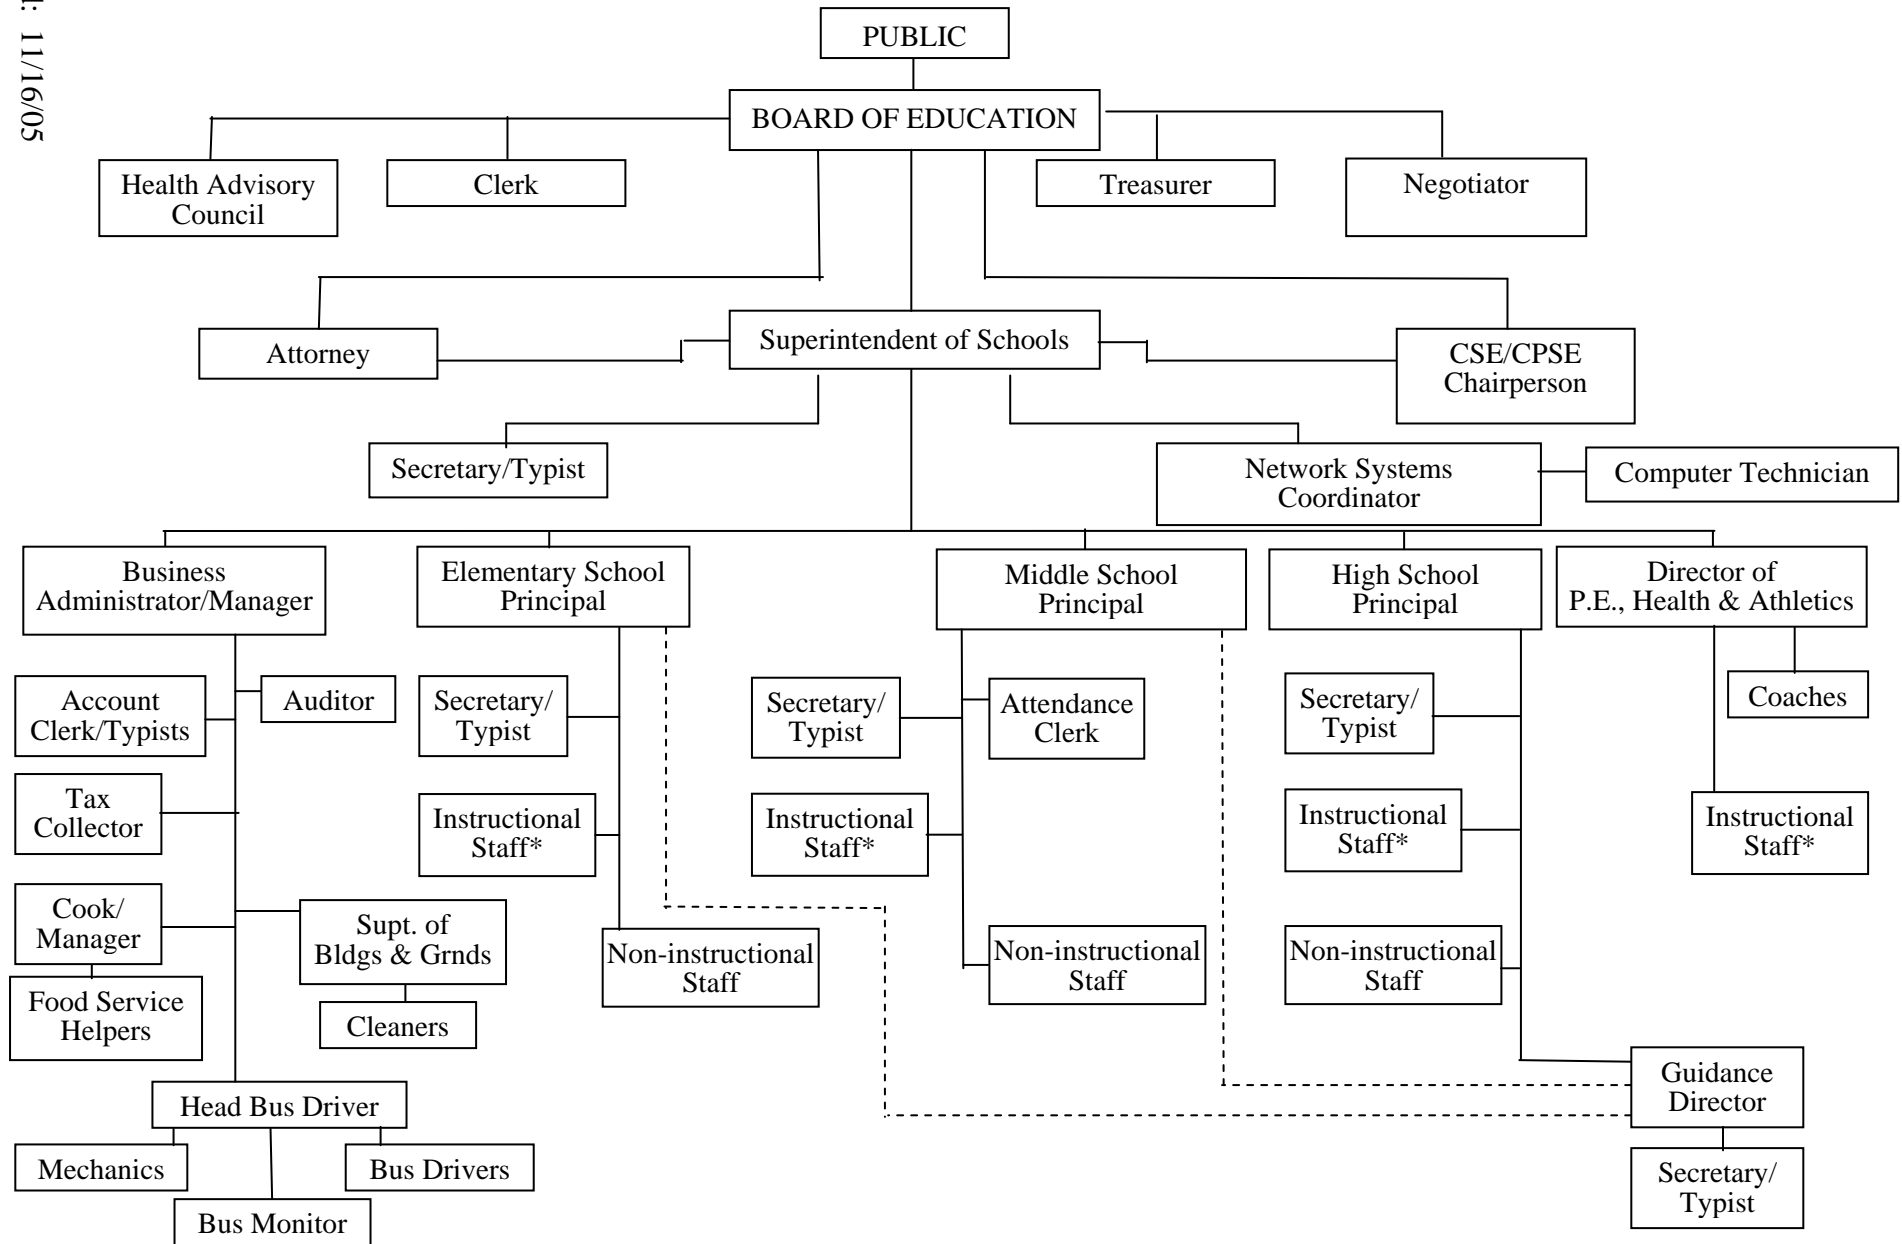 11/16/05
PUBLIC
BOARD OF EDUCATION
Health Advisory
Council
Clerk
Treasurer
Negotiator
Attorney
Superintendent of Schools
CSE/CPSE
Chairperson
Secretary/Typist
Network Systems
Coordinator
Computer Technician
Business
Administrator/Manager
Elementary School
Principal
Middle School
Principal
High School
Principal
Director of
P.E., Health & Athletics
Account
Clerk/Typists
Auditor
Secretary/
Typist
Secretary/
Typist
Attendance
Clerk
Secretary/
Typist
Coaches
Tax
Collector
Instructional
Staff*
Instructional
Staff*
Instructional
Staff*
Instructional
Staff*
Cook/
Manager
Supt. of
Bldgs & Grnds
Non-instructional
Staff
Non-instructional
Staff
Non-instructional
Staff
Food Service
Helpers
Cleaners
Guidance
Director
Head Bus Driver
Mechanics
Bus Drivers
Secretary/
Typist
Bus Monitor